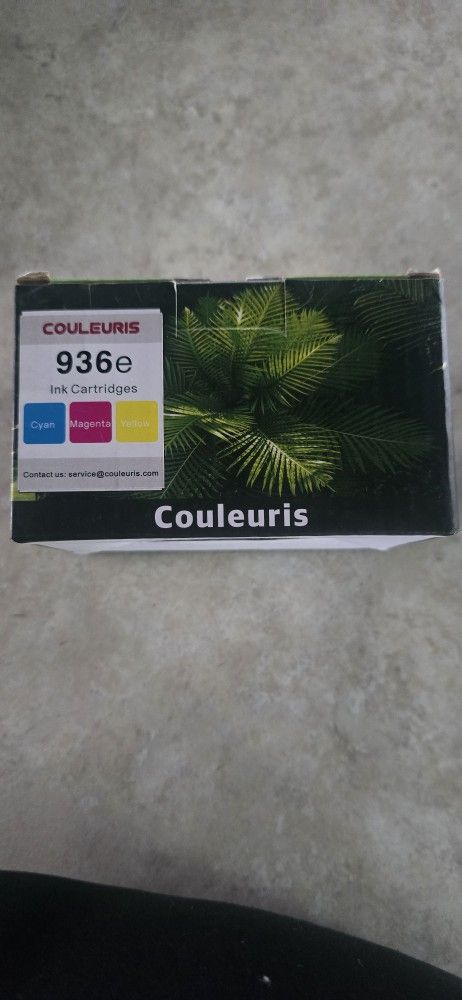 COULEURIS
936e
Ink Cartridges
Cyan Magenta Yellow
Contact us: service@couleuris.com
Couleuris